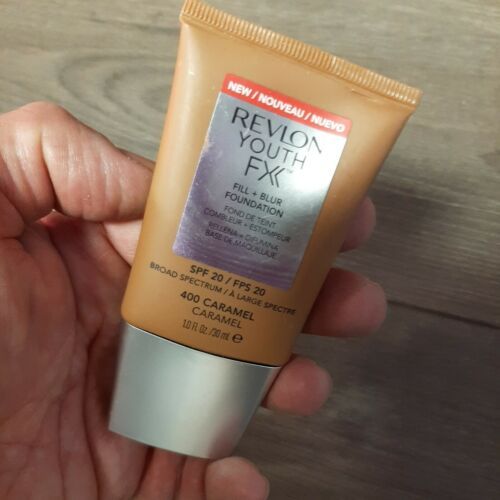 NEW / NOUVEAU / NUEVO
REVLON
YOUTH
FX™
FILL + BLUR
FOUNDATION
FOND DE TEINT
COMBLEUR + ESTOMPEUR
RELLENA + DIFUMINA
BASE DE MAQUILLAJE
SPF 20 / FPS 20
BROAD SPECTRUM / À LARGE SPECTRE
400 CARAMEL
CARAMEL
1.0 Fl. Oz. / 30 ml ℮